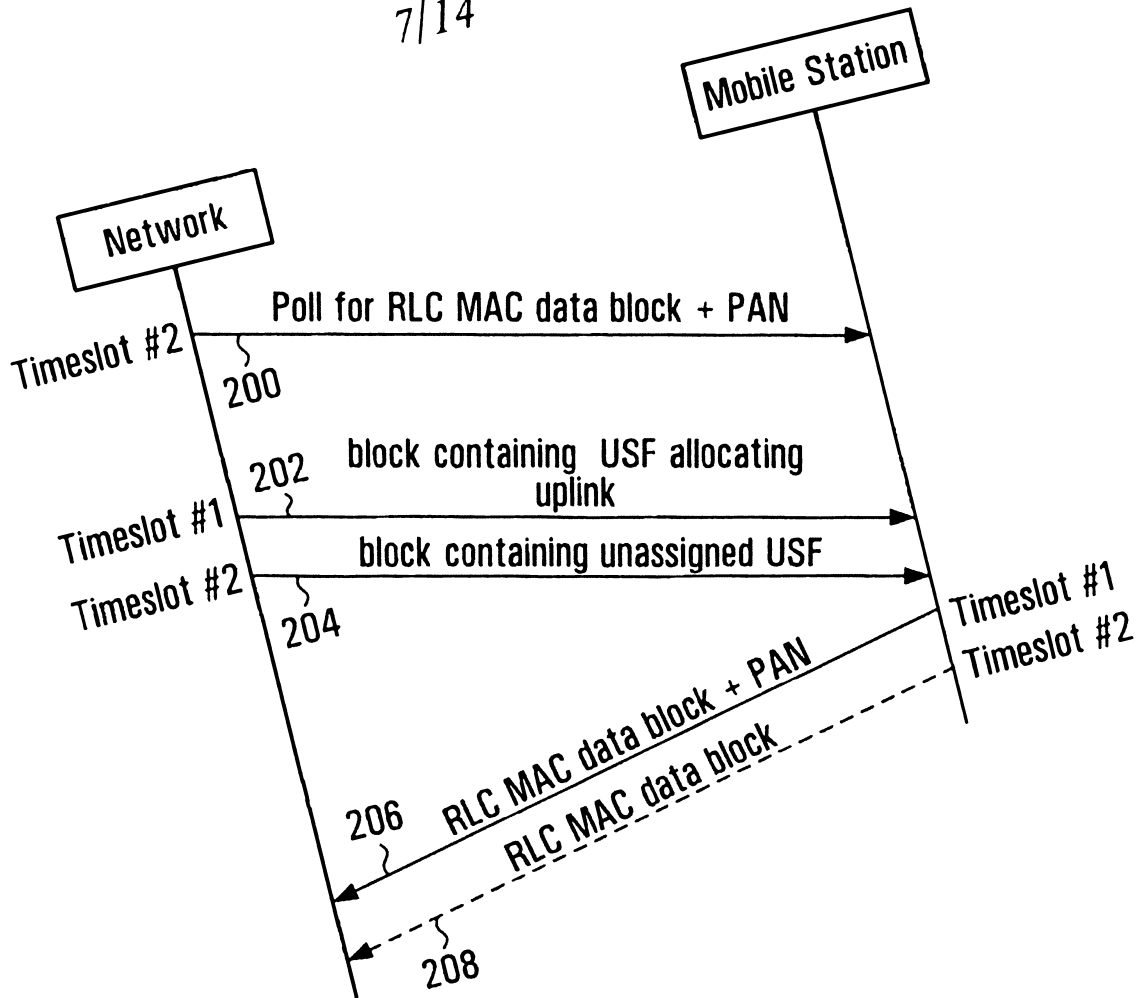 7/14
Mobile Station
Network
Poll for RLC MAC data block + PAN
Timeslot #2
200
202
block containing USF allocating
uplink
Timeslot #1
block containing unassigned USF
Timeslot #2
204
Timeslot #1
Timeslot #2
RLC MAC data block + PAN
206
RLC MAC data block
208